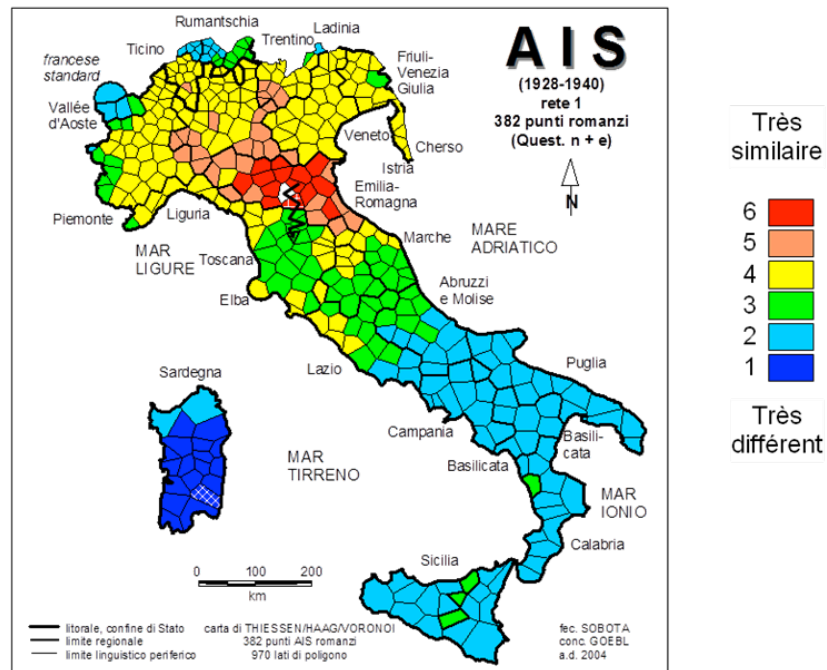 Rumantschia
Ladinia
Ticino
Trentino
francese
standard
Friuli-
Venezia
Giulia
Vallée
d'Aoste
Veneto
Cherso
Istria
Emilia-
Romagna
Piemonte
Liguria
MAR
LIGURE
Toscana
Marche
MARE
ADRIATICO
Elba
Abruzzi
e Molise
Lazio
Puglia
Sardegna
Campania
Basili-
cata
Basilicata
MAR
TIRRENO
MAR
IONIO
Calabria
Sicilia
AIS
(1928-1940)
rete 1
382 punti romanzi
(Quest. n + e)
N
0 100 200
km
litorale, confine di Stato
limite regionale
limite linguistico periferico
carta di THIESSEN/HAAG/VORONOI
382 punti AIS romanzi
970 lati di poligono
fec. SOBOTA
conc. GOEBL
a.d. 2004
Très
similaire
6
5
4
3
2
1
Très
différent